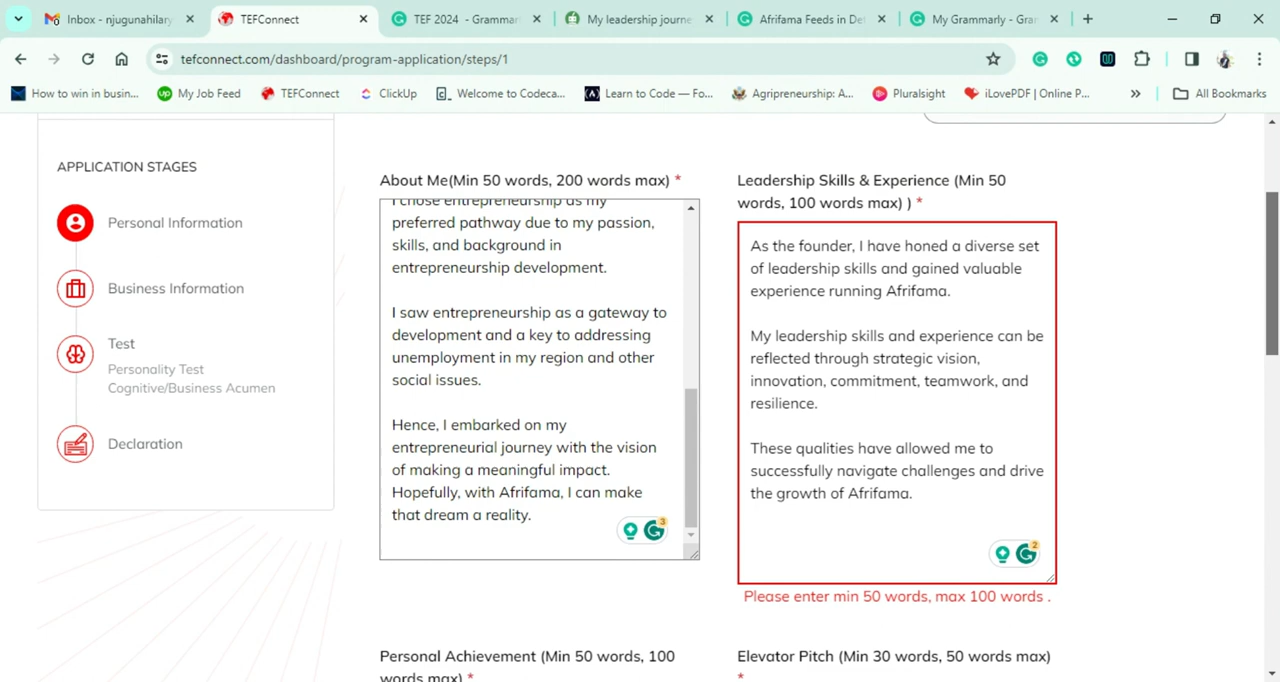 Inbox - njugunahilary
TEFConnect
TEF 2024 - Grammar
My leadership journe
Afrifama Feeds in De
My Grammarly - Gra
tefconnect.com/dashboard/program-application/steps/1
How to win in busin...
My Job Feed
TEFConnect
ClickUp
Welcome to Codeca...
Learn to Code — Fo...
Agripreneurship: A...
Pluralsight
iLovePDF | Online P...
All Bookmarks
APPLICATION STAGES
Personal Information
Business Information
Test
Personality Test
Cognitive/Business Acumen
Declaration
About Me(Min 50 words, 200 words max) *
I chose entrepreneurship as my
preferred pathway due to my passion,
skills, and background in
entrepreneurship development.
I saw entrepreneurship as a gateway to
development and a key to addressing
unemployment in my region and other
social issues.
Hence, I embarked on my
entrepreneurial journey with the vision
of making a meaningful impact.
Hopefully, with Afrifama, I can make
that dream a reality.
3
Leadership Skills & Experience (Min 50
words, 100 words max) ) *
As the founder, I have honed a diverse set
of leadership skills and gained valuable
experience running Afrifama.
My leadership skills and experience can be
reflected through strategic vision,
innovation, commitment, teamwork, and
resilience.
These qualities have allowed me to
successfully navigate challenges and drive
the growth of Afrifama.
2
Please enter min 50 words, max 100 words .
Personal Achievement (Min 50 words, 100
words max) *
Elevator Pitch (Min 30 words, 50 words max)
*